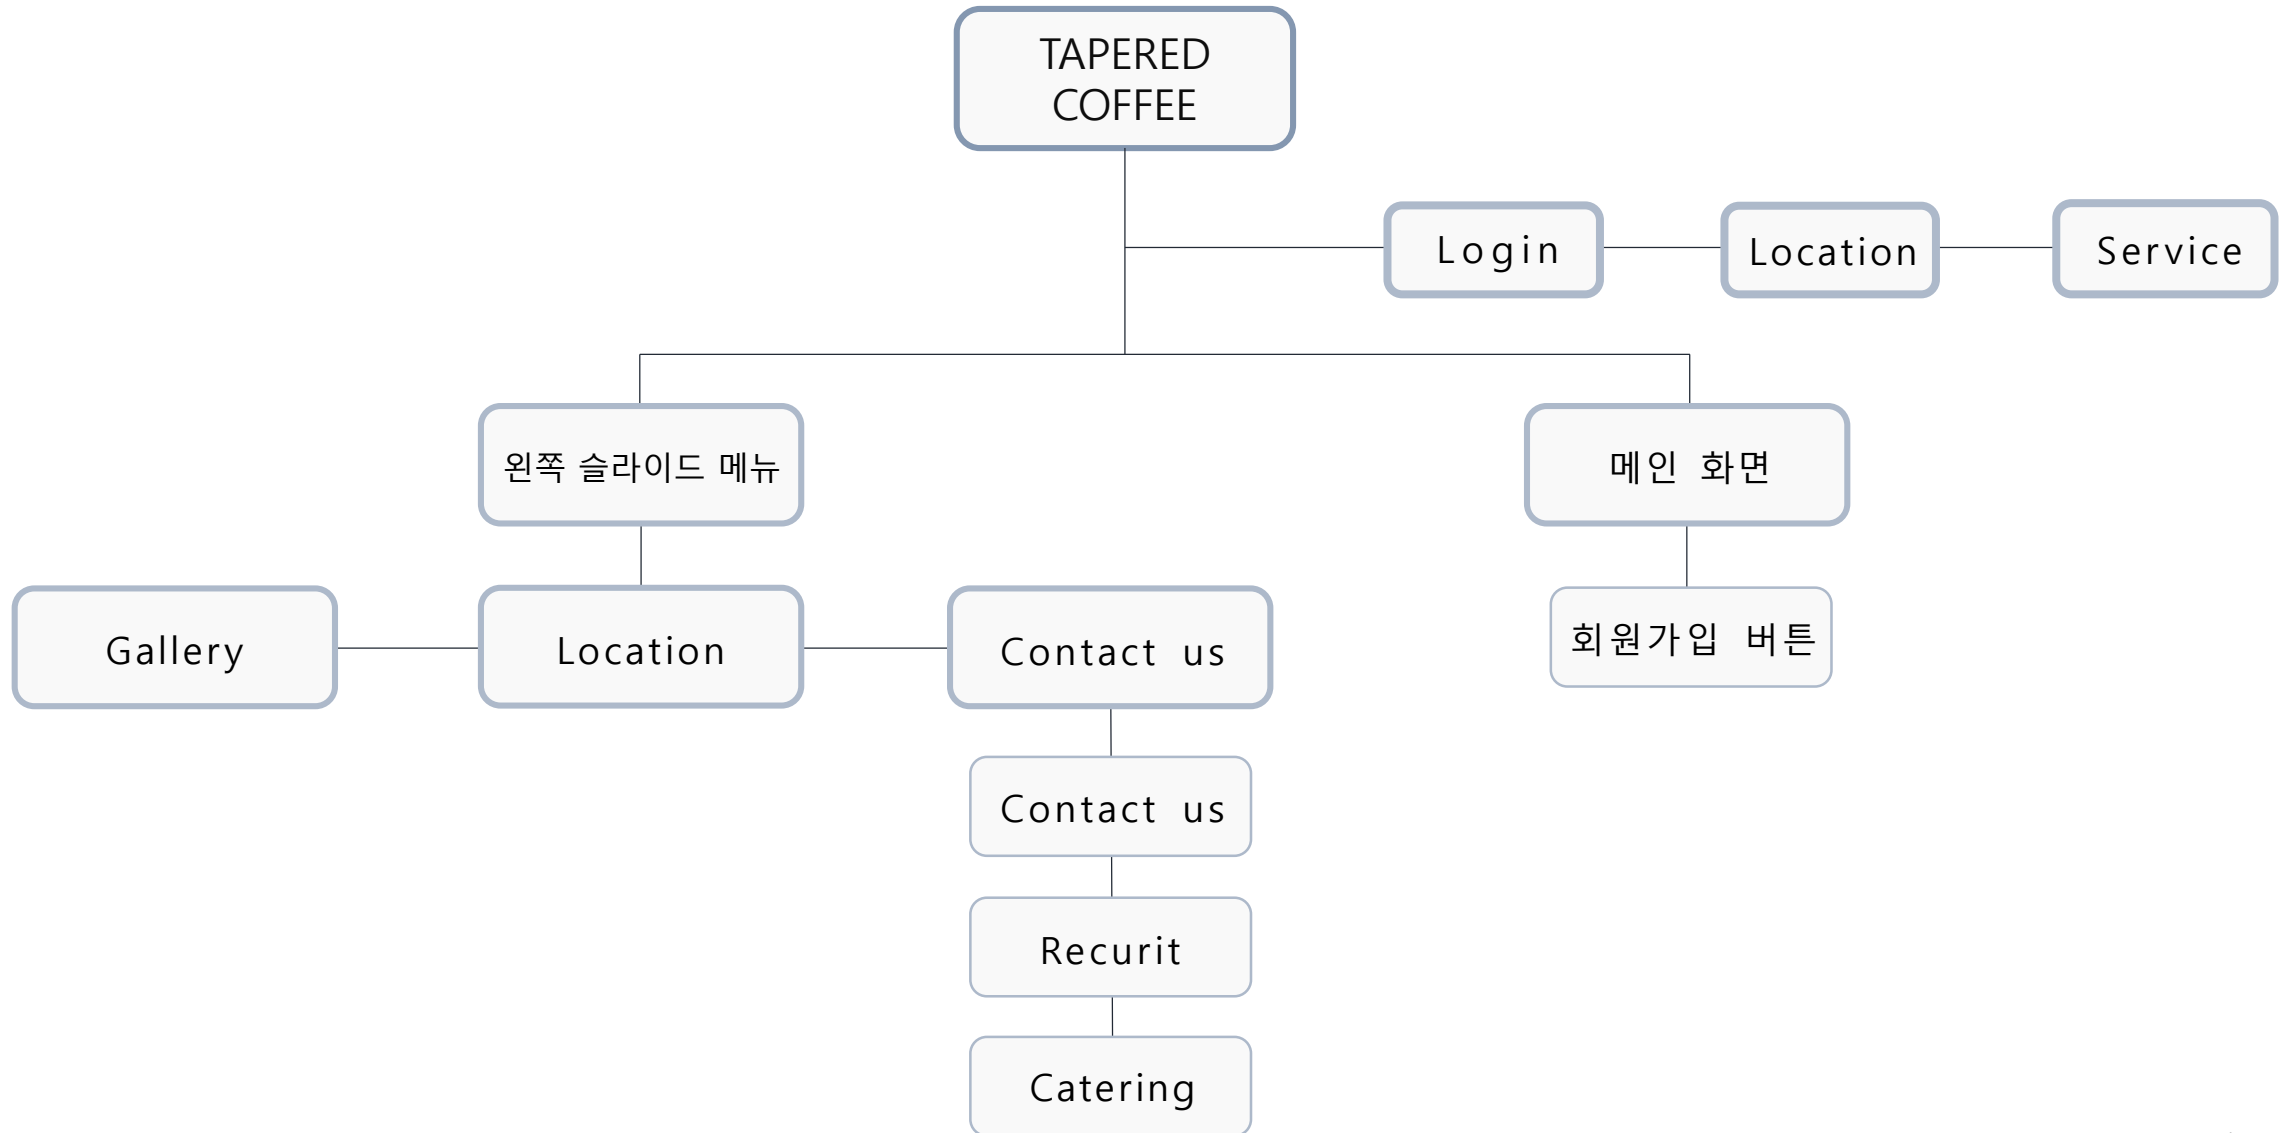 TAPERED
COFFEE
Login
Location
Service
왼쪽 슬라이드 메뉴
메인 화면
Gallery
Location
Contact us
회원가입 버튼
Contact us
Recurit
Catering